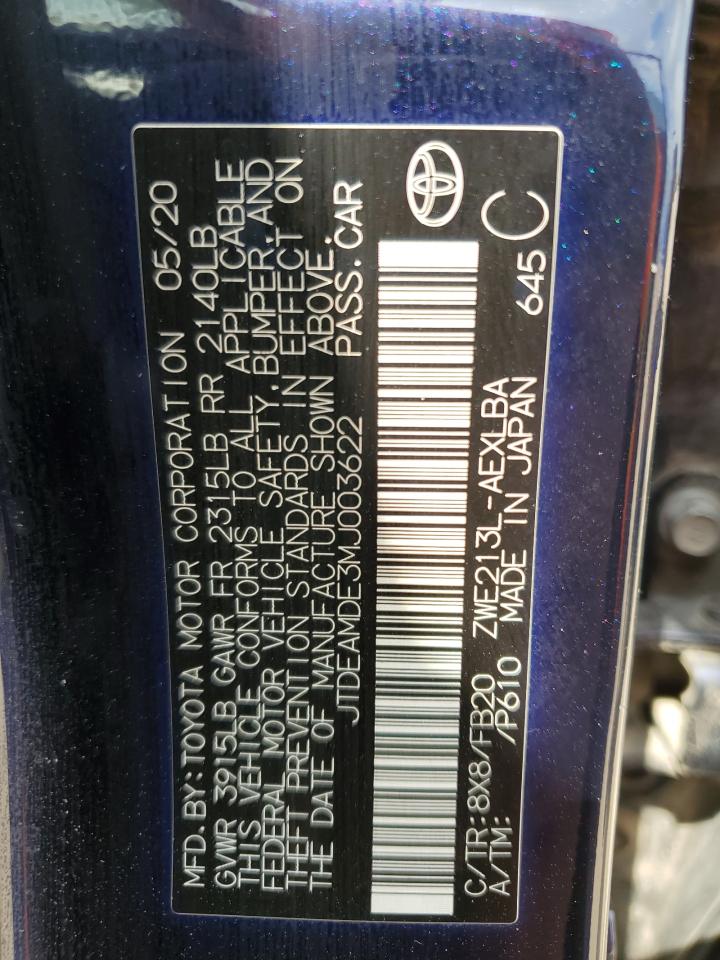 MFD. BY: TOYOTA MOTOR CORPORATION 05/20
GVWR 3915LB GAWR FR 2315LB RR 2140LB
THIS VEHICLE CONFORMS TO ALL APPLICABLE
FEDERAL MOTOR VEHICLE SAFETY, BUMPER, AND
THEFT PREVENTION STANDARDS IN EFFECT ON
THE DATE OF MANUFACTURE SHOWN ABOVE.
JTDEAMDE3MJ003622 PASS. CAR
C/TR: 8X8/FB20 ZWE213L-AEXLBA 645 C
A/TM: /P610 MADE IN JAPAN